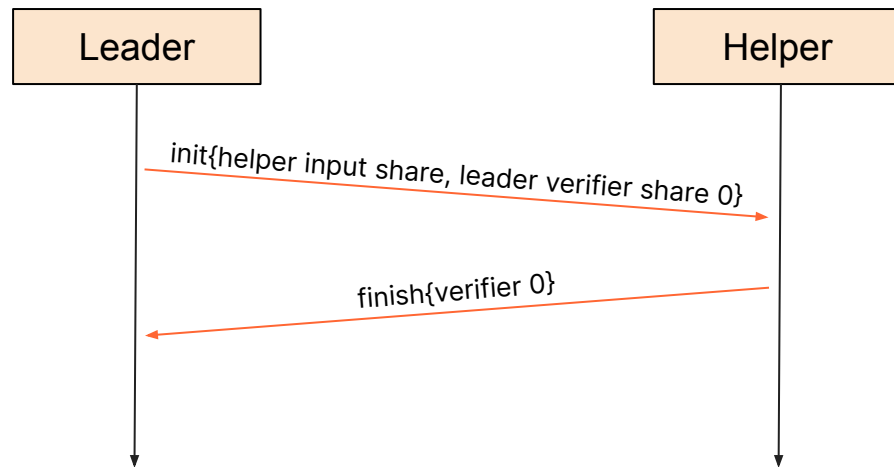 Leader
Helper
init{helper input share, leader verifier share 0}
finish{verifier 0}